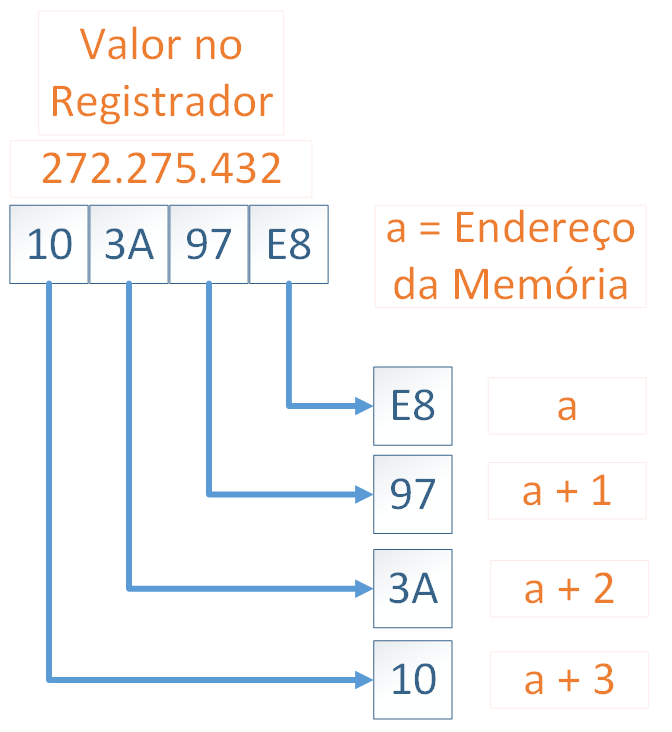 Valor no
Registrador
272.275.432
10 3A 97 E8
a = Endereço
da Memória
E8 a
97 a + 1
3A a + 2
10 a + 3